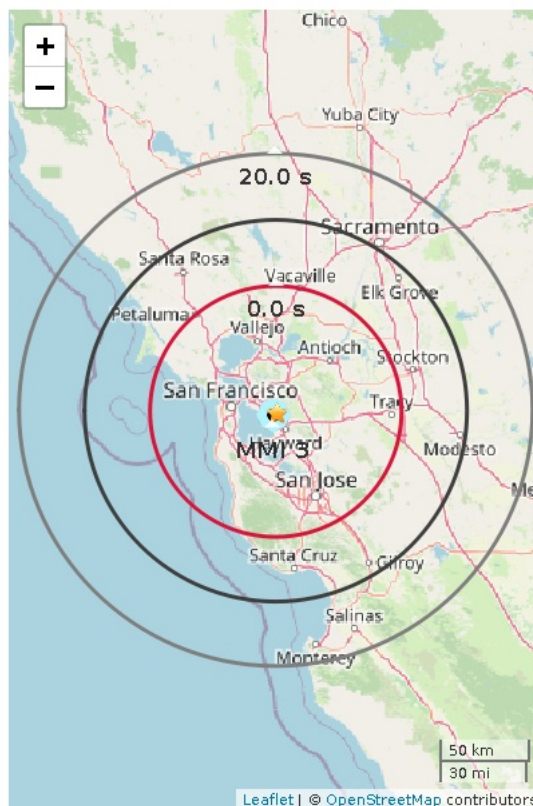 Chico
+
−
Yuba City
20.0 s
Sacramento
Santa Rosa
Vacaville
Elk Grove
0.0 s
Petaluma
Vallejo
Antioch
Stockton
San Francisco
Tracy
Hayward
Modesto
MMI 3
Me
San Jose
Santa Cruz
Gilroy
Salinas
Monterey
50 km
30 mi
Leaflet | © OpenStreetMap contributors